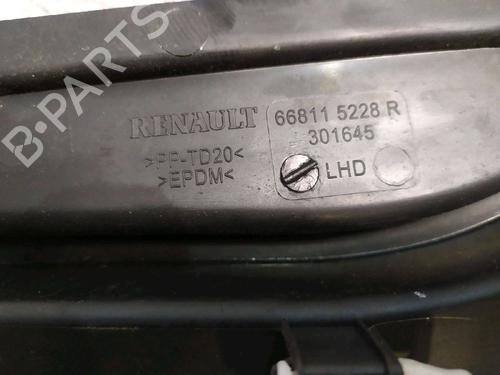 B-PARTS
RENAULT
>PP-TD20<
>EPDM<
66811 5228 R
301645
LHD